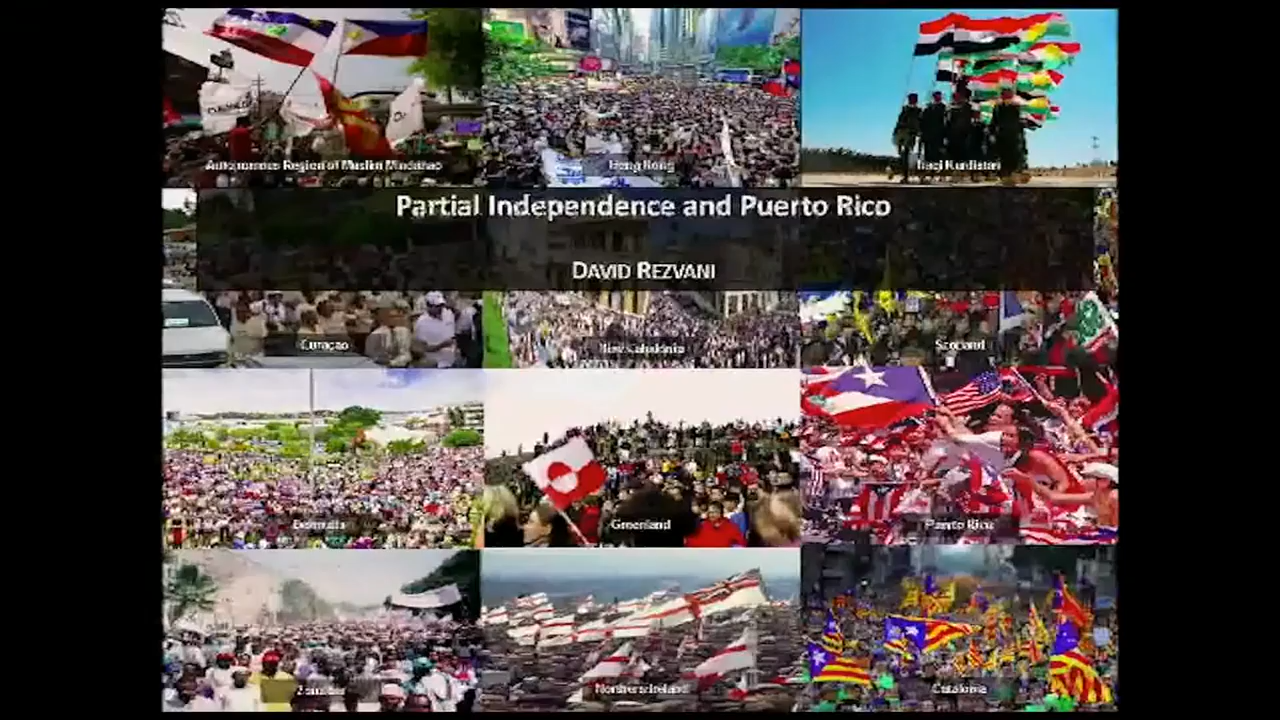 Autonomous Region of Muslim Mindanao
Hong Kong
Iraqi Kurdistan
Partial Independence and Puerto Rico
DAVID REZVANI
Curaçao
New Caledonia
Scotland
Bermuda
Greenland
Puerto Rico
Zanzibar
Northern Ireland
Catalonia